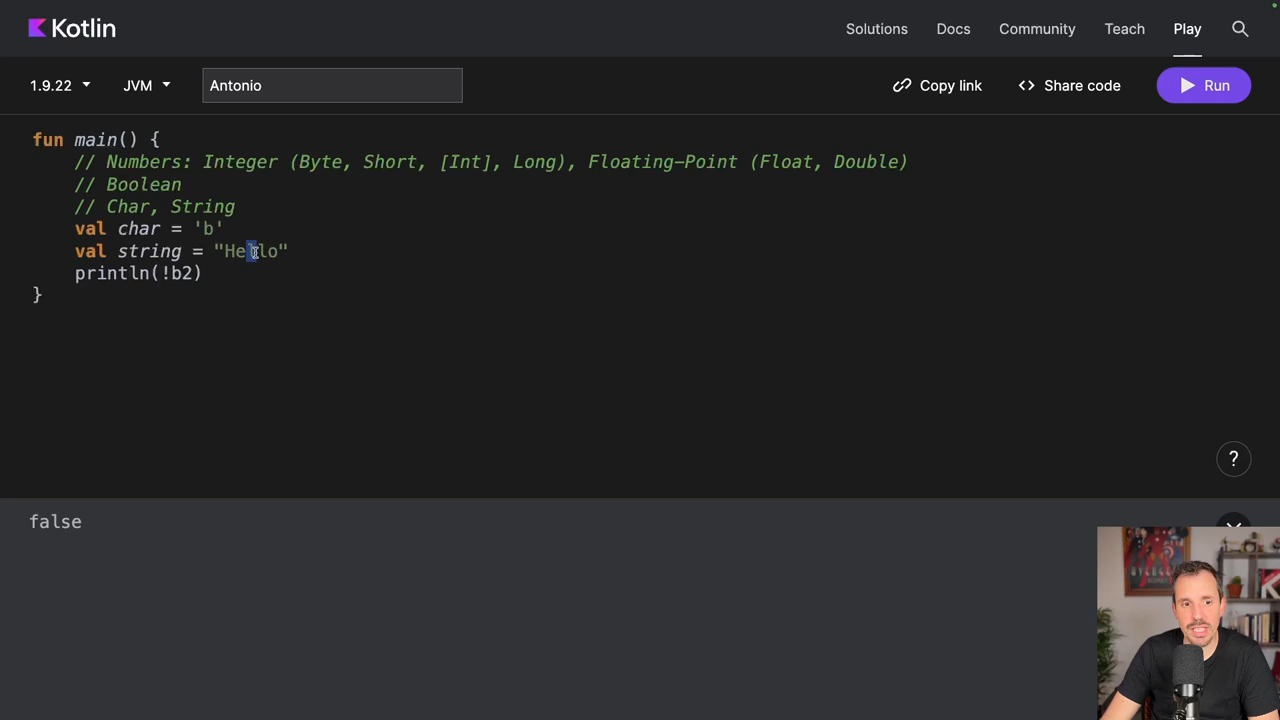 Kotlin
Solutions Docs Community Teach Play
1.9.22 JVM Antonio Copy link <> Share code Run
fun main() {
// Numbers: Integer (Byte, Short, [Int], Long), Floating-Point (Float, Double)
// Boolean
// Char, String
val char = 'b'
val string = "Hello"
println(!b2)
}
?
false